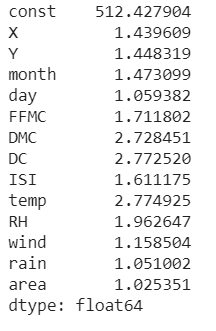 const    512.427904
X          1.439609
Y          1.448319
month      1.473099
day        1.059382
FFMC       1.711802
DMC        2.728451
DC         2.772520
ISI        1.611175
temp       2.774925
RH         1.962647
wind       1.158504
rain       1.051002
area       1.025351
dtype: float64